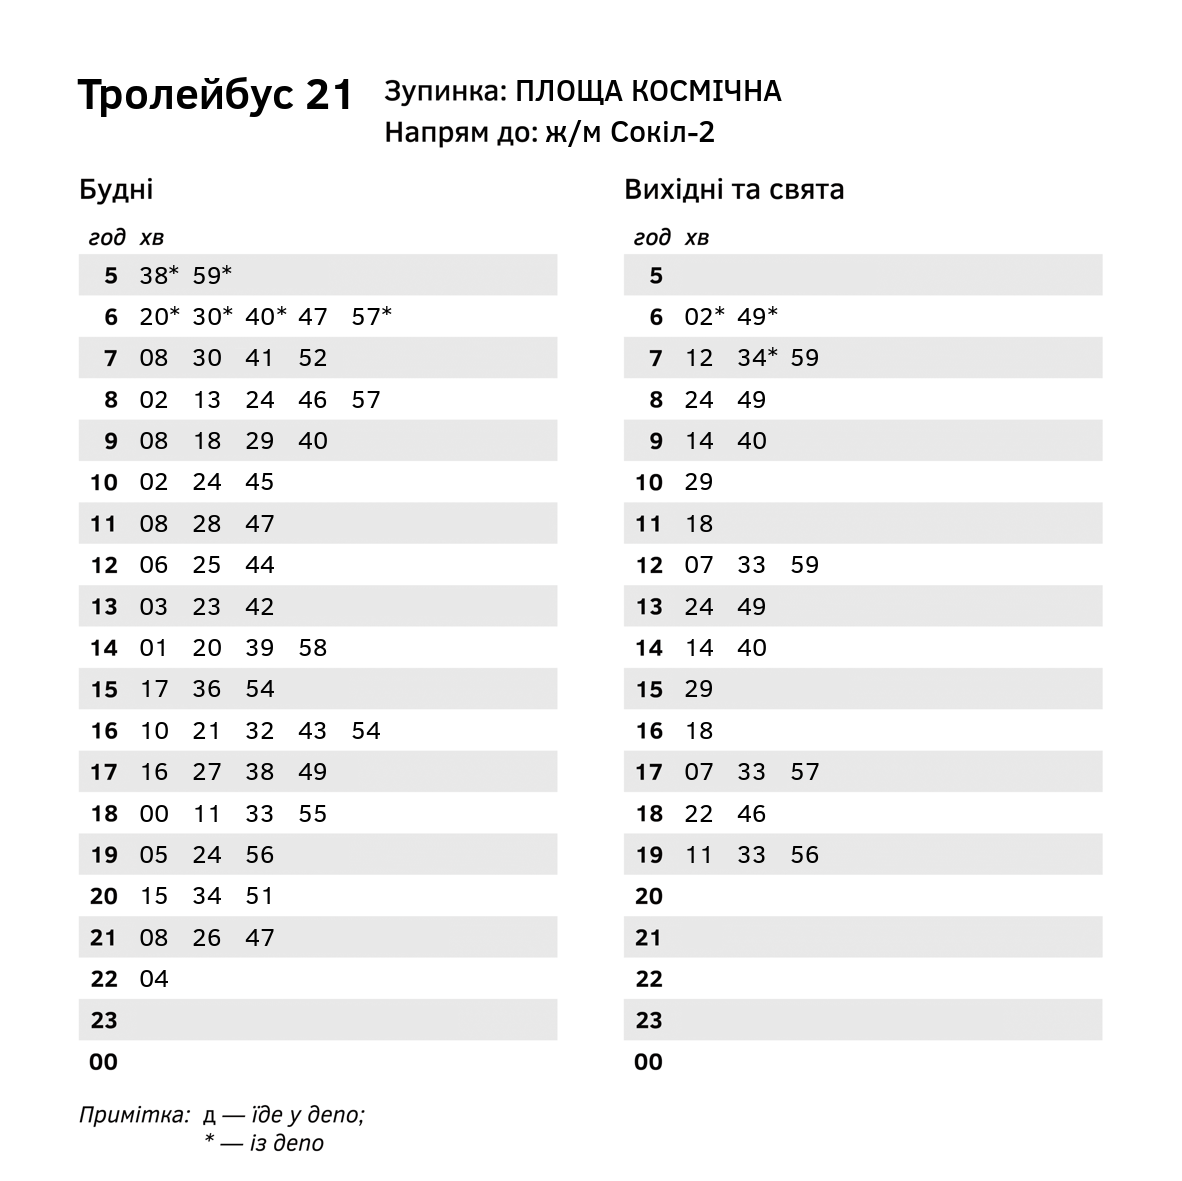 Тролейбус 21
Зупинка: ПЛОЩА КОСМІЧНА
Напрям до: ж/м Сокіл-2
Будні
год хв
5 38* 59*
6 20* 30* 40* 47 57*
7 08 30 41 52
8 02 13 24 46 57
9 08 18 29 40
10 02 24 45
11 08 28 47
12 06 25 44
13 03 23 42
14 01 20 39 58
15 17 36 54
16 10 21 32 43 54
17 16 27 38 49
18 00 11 33 55
19 05 24 56
20 15 34 51
21 08 26 47
22 04
23
00
Вихідні та свята
год хв
5
6 02* 49*
7 12 34* 59
8 24 49
9 14 40
10 29
11 18
12 07 33 59
13 24 49
14 14 40
15 29
16 18
17 07 33 57
18 22 46
19 11 33 56
20
21
22
23
00
Примітка: д — їде у депо;
* — із депо